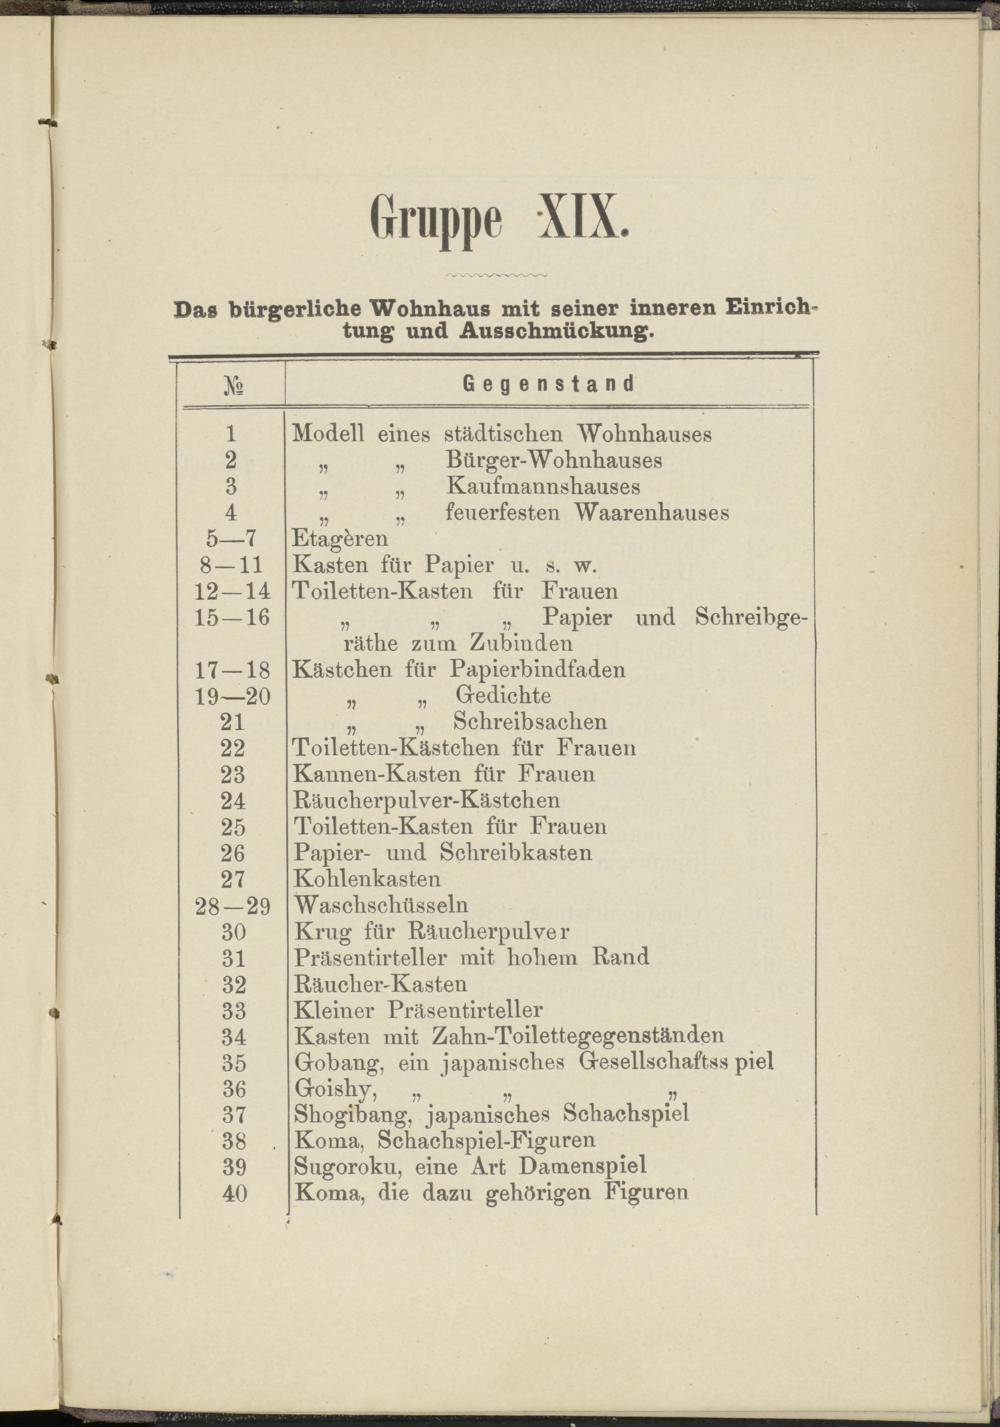 Gruppe XIX.
Das bürgerliche Wohnhaus mit seiner inneren Einrich-
tung und Ausschmückung.
№ Gegenstand
1 Modell eines städtischen Wohnhauses
2 „ „ Bürger-Wohnhauses
3 „ „ Kaufmannshauses
4 „ „ feuerfesten Waarenhauses
5—7 Etagèren
8—11 Kasten für Papier u. s. w.
12—14 Toiletten-Kasten für Frauen
15—16 „ „ „ Papier und Schreibge-
räthe zum Zubinden
17—18 Kästchen für Papierbindfaden
19—20 „ „ Gedichte
21 „ „ Schreibsachen
22 Toiletten-Kästchen für Frauen
23 Kannen-Kasten für Frauen
24 Räucherpulver-Kästchen
25 Toiletten-Kasten für Frauen
26 Papier- und Schreibkasten
27 Kohlenkasten
28—29 Waschschüsseln
30 Krug für Räucherpulver
31 Präsentirteller mit hohem Rand
32 Räucher-Kasten
33 Kleiner Präsentirteller
34 Kasten mit Zahn-Toilettegegenständen
35 Gobang, ein japanisches Gesellschaftss piel
36 Goishy, „ „ „
37 Shogibang, japanisches Schachspiel
38 Koma, Schachspiel-Figuren
39 Sugoroku, eine Art Damenspiel
40 Koma, die dazu gehörigen Figuren